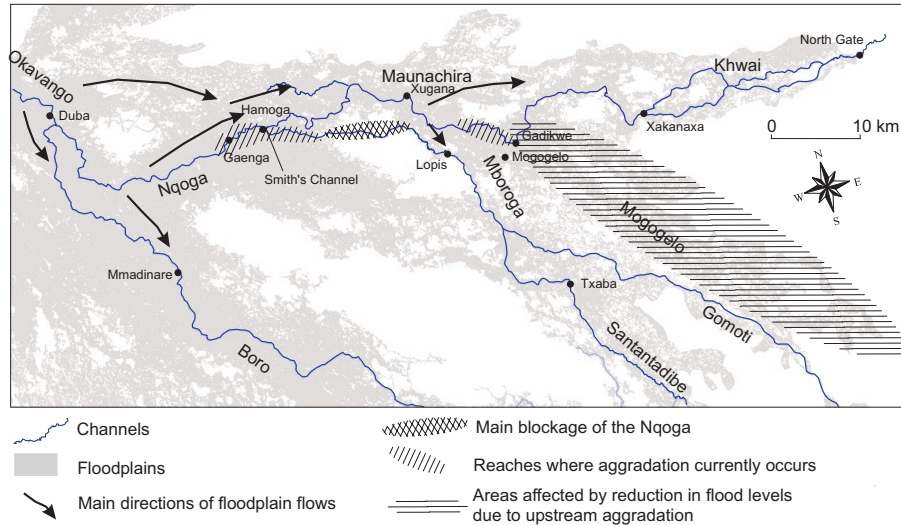 North Gate
Okavango
Maunachira
Khwai
Xugana
Duba
Hamoga
Xakanaxa
0 10 km
Gadikwe
Gaenga
Lopis
Mogogelo
Smith's Channel
Nqoga
Mboroga
N
W E
S
Mogogelo
Mmadinare
Txaba
Gomoti
Santantadibe
Boro
Channels
Floodplains
Main directions of floodplain flows
Main blockage of the Nqoga
Reaches where aggradation currently occurs
Areas affected by reduction in flood levels
due to upstream aggradation